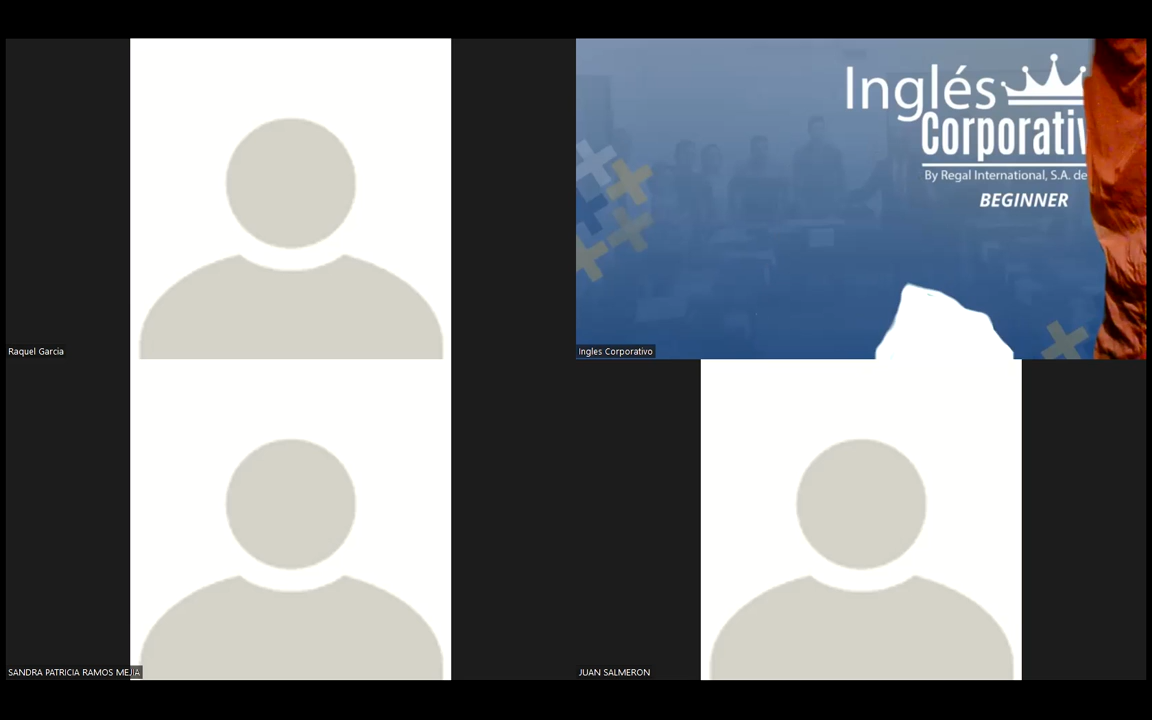 Inglés
Corporativ
By Regal International, S.A. de
BEGINNER
Raquel Garcia
Ingles Corporativo
SANDRA PATRICIA RAMOS MEJIA
JUAN SALMERON